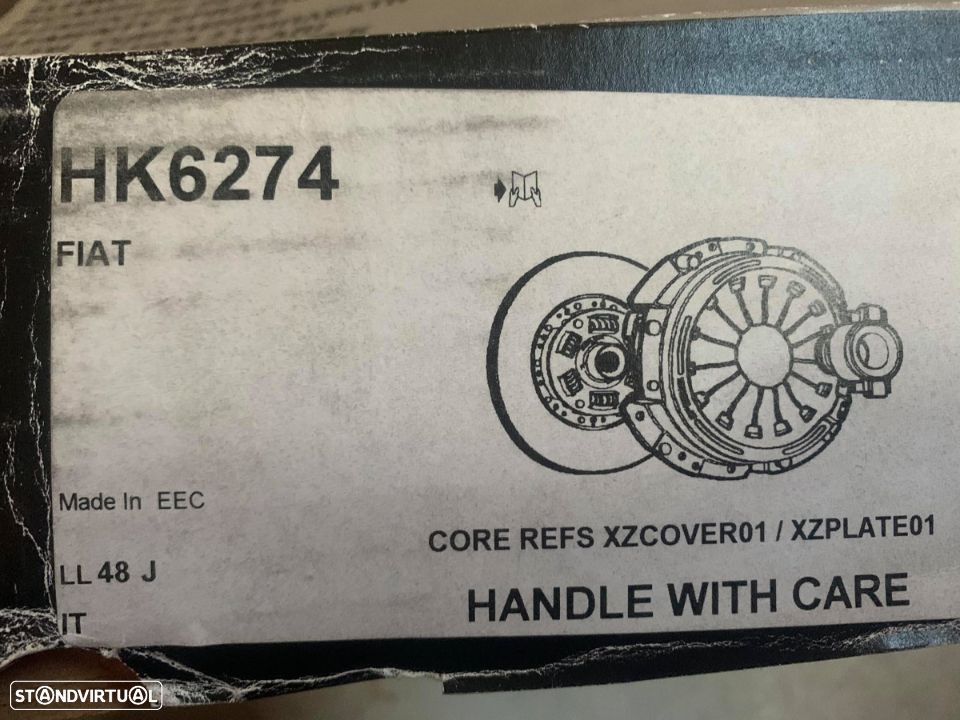 HK6274
FIAT
Made In EEC
CORE REFS XZCOVER01 / XZPLATE01
LL 48 J
HANDLE WITH CARE
IT
STANDVIRTUAL